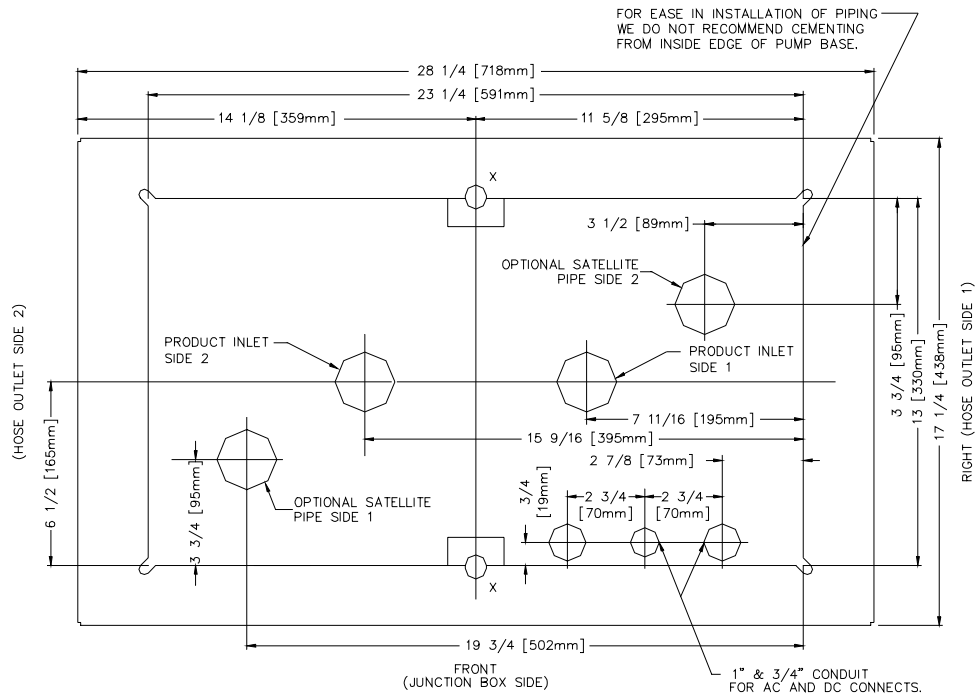 FOR EASE IN INSTALLATION OF PIPING
WE DO NOT RECOMMEND CEMENTING
FROM INSIDE EDGE OF PUMP BASE.
28 1/4 [718mm]
23 1/4 [591mm]
14 1/8 [359mm]
11 5/8 [295mm]
X
3 1/2 [89mm]
OPTIONAL SATELLITE
PIPE SIDE 2
(HOSE OUTLET SIDE 2)
PRODUCT INLET
SIDE 2
PRODUCT INLET
SIDE 1
3 3/4 [95mm]
13 [330mm]
17 1/4 [438mm]
RIGHT (HOSE OUTLET SIDE 1)
7 11/16 [195mm]
15 9/16 [395mm]
2 7/8 [73mm]
6 1/2 [165mm]
3 3/4 [95mm]
OPTIONAL SATELLITE
PIPE SIDE 1
3/4
[19mm]
2 3/4
[70mm]
2 3/4
[70mm]
X
19 3/4 [502mm]
FRONT
(JUNCTION BOX SIDE)
1" & 3/4" CONDUIT
FOR AC AND DC CONNECTS.